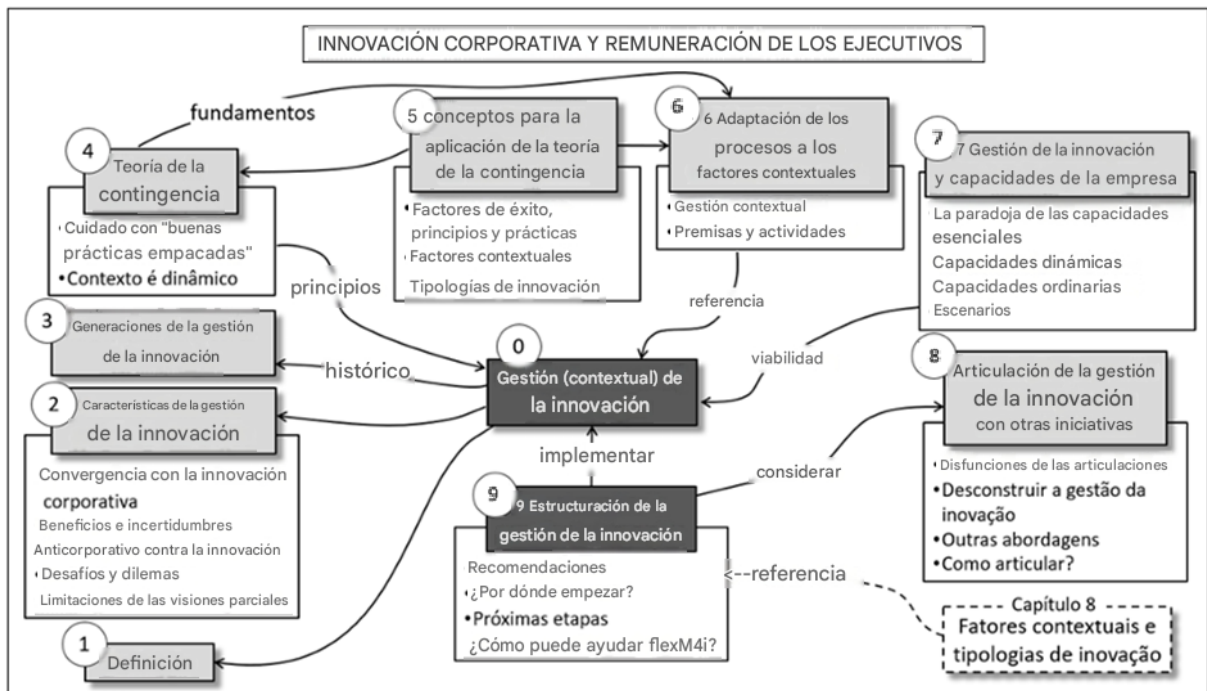 INNOVACIÓN CORPORATIVA Y REMUNERACIÓN DE LOS EJECUTIVOS
fundamentos
4
Teoría de la
contingencia
· Cuidado con "buenas
prácticas empacadas"
•Contexto é dinâmico
principios
5 conceptos para la
aplicación de la teoría
de la contingencia
• Factores de éxito,
principios y prácticas
• Factores contextuales
Tipologías de innovación
6
6 Adaptación de los
procesos a los
factores contextuales
• Gestión contextual
• Premisas y actividades
referencia
7
7 Gestión de la innovación
y capacidades de la empresa
La paradoja de las capacidades
esenciales
Capacidades dinámicas
Capacidades ordinarias
Escenarios
viabilidad
3
Generaciones de la gestión
de la innovación
histórico
0
Gestión (contextual) de
la innovación
2
Características de la gestión
de la innovación
Convergencia con la innovación
corporativa
Beneficios e incertidumbres
Anticorporativo contra la innovación
• Desafíos y dilemas
Limitaciones de las visiones parciales
implementar
considerar
8
Articulación de la gestión
de la innovación
con otras iniciativas
• Disfunciones de las articulaciones
•Desconstruir a gestão da
inovação
•Outras abordagens
•Como articular?
9
9 Estructuración de la
gestión de la innovación
Recomendaciones
• ¿Por dónde empezar?
•Próximas etapas
¿Cómo puede ayudar flexM4i?
<--referencia
Capítulo 8
Fatores contextuais e
tipologias de inovação
1
Definición